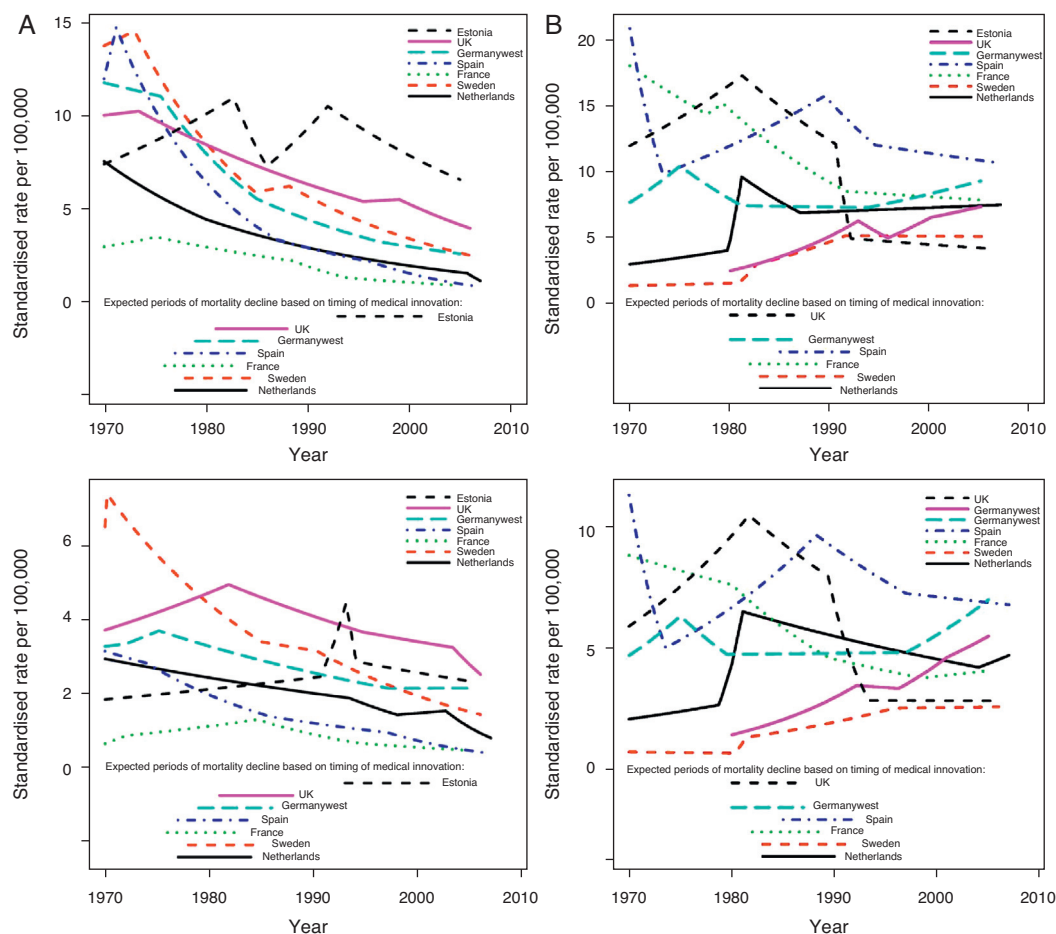 A
Standardised rate per 100,000
15
10
5
0
Estonia
UK
Germanywest
Spain
France
Sweden
Netherlands
Expected periods of mortality decline based on timing of medical innovation:
Estonia
UK
Germanywest
Spain
France
Sweden
Netherlands
1970 1980 1990 2000 2010
Year
B
Standardised rate per 100,000
20
15
10
5
0
Estonia
UK
Germanywest
Spain
France
Sweden
Netherlands
Expected periods of mortality decline based on timing of medical innovation:
UK
Germanywest
Spain
France
Sweden
Netherlands
1970 1980 1990 2000 2010
Year
Standardised rate per 100,000
6
4
2
0
Estonia
UK
Germanywest
Spain
France
Sweden
Netherlands
Expected periods of mortality decline based on timing of medical innovation:
Estonia
UK
Germanywest
Spain
France
Sweden
Netherlands
1970 1980 1990 2000 2010
Year
Standardised rate per 100,000
10
5
0
UK
Germanywest
Germanywest
Spain
France
Sweden
Netherlands
Expected periods of mortality decline based on timing of medical innovation:
UK
Germanywest
Spain
France
Sweden
Netherlands
1970 1980 1990 2000 2010
Year